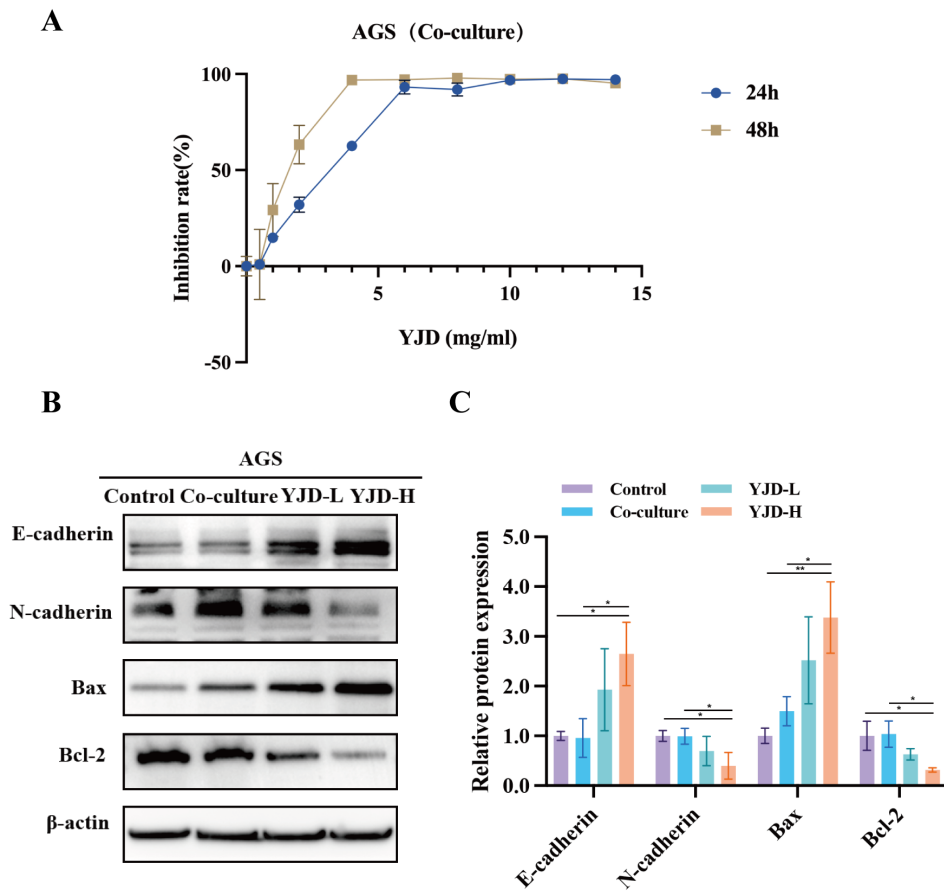 A
AGS（Co-culture）
Inhibition rate(%)
100
50
0
-50
5
10
15
YJD (mg/ml)
24h
48h
B
AGS
Control Co-culture YJD-L YJD-H
E-cadherin
N-cadherin
Bax
Bcl-2
β-actin
C
Control
YJD-L
Co-culture
YJD-H
Relative protein expression
5.0
4.0
3.0
2.0
1.0
0.0
*
*
*
*
*
**
*
*
E-cadherin
N-cadherin
Bax
Bcl-2